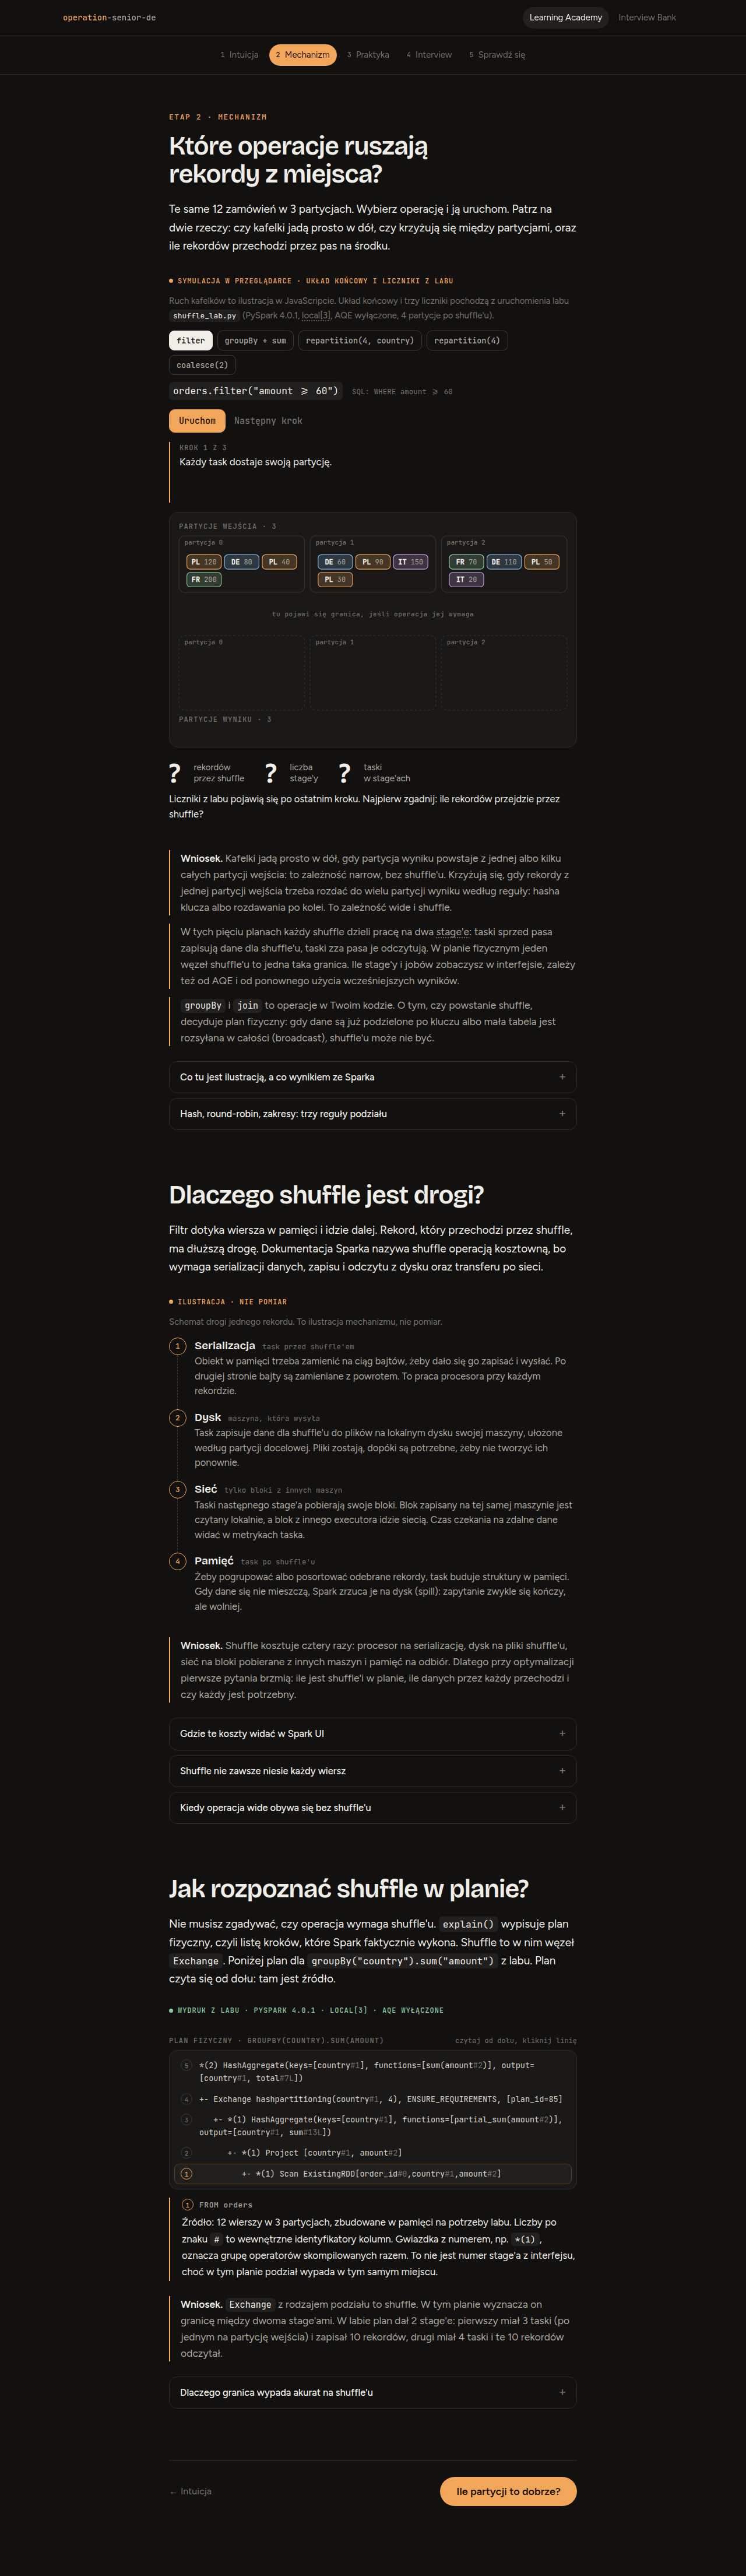 operation-senior-de
Learning Academy
Interview Bank
1 Intuicja
2 Mechanizm
3 Praktyka
4 Interview
5 Sprawdź się
ETAP 2 · MECHANIZM
Które operacje ruszają
rekordy z miejsca?
Te same 12 zamówień w 3 partycjach. Wybierz operację i ją uruchom. Patrz na
dwie rzeczy: czy kafelki jadą prosto w dół, czy krzyżują się między partycjami, oraz
ile rekordów przechodzi przez pas na środku.
SYMULACJA W PRZEGLĄDARCE · UKŁAD KOŃCOWY I LICZNIKI Z LABU
Ruch kafelków to ilustracja w JavaScripcie. Układ końcowy i trzy liczniki pochodzą z uruchomienia labu
shuffle_lab.py (PySpark 4.0.1, local[3], AQE wyłączone, 4 partycje po shuffle'u).
filter
groupBy + sum
repartition(4, country)
repartition(4)
coalesce(2)
orders.filter("amount >= 60") SQL: WHERE amount >= 60
Uruchom
Następny krok
KROK 1 Z 3
Każdy task dostaje swoją partycję.
PARTYCJE WEJŚCIA · 3
partycja 0
partycja 1
partycja 2
PL 120 DE 80 PL 40
DE 60 PL 90 IT 150
FR 70 DE 110 PL 50
FR 200
PL 30
IT 20
tu pojawi się granica, jeśli operacja jej wymaga
partycja 0
partycja 1
partycja 2
PARTYCJE WYNIKU · 3
? rekordów
przez shuffle
? liczba
stage'y
? taski
w stage'ach
Liczniki z labu pojawią się po ostatnim kroku. Najpierw zgadnij: ile rekordów przejdzie przez
shuffle?
Wniosek. Kafelki jadą prosto w dół, gdy partycja wyniku powstaje z jednej albo kilku
całych partycji wejścia: to zależność narrow, bez shuffle'u. Krzyżują się, gdy rekordy z
jednej partycji wejścia trzeba rozdać do wielu partycji wyniku według reguły: hasha
klucza albo rozdawania po kolei. To zależność wide i shuffle.
W tych pięciu planach każdy shuffle dzieli pracę na dwa stage'e: taski sprzed pasa
zapisują dane dla shuffle'u, taski zza pasa je odczytują. W planie fizycznym jeden
węzeł shuffle'u to jedna taka granica. Ile stage'y i jobów zobaczysz w interfejsie, zależy
też od AQE i od ponownego użycia wcześniejszych wyników.
groupBy i join to operacje w Twoim kodzie. O tym, czy powstanie shuffle,
decyduje plan fizyczny: gdy dane są już podzielone po kluczu albo mała tabela jest
rozsyłana w całości (broadcast), shuffle'u może nie być.
Co tu jest ilustracją, a co wynikiem ze Sparka +
Hash, round-robin, zakresy: trzy reguły podziału +
Dlaczego shuffle jest drogi?
Filtr dotyka wiersza w pamięci i idzie dalej. Rekord, który przechodzi przez shuffle,
ma dłuższą drogę. Dokumentacja Sparka nazywa shuffle operacją kosztowną, bo
wymaga serializacji danych, zapisu i odczytu z dysku oraz transferu po sieci.
ILUSTRACJA · NIE POMIAR
Schemat drogi jednego rekordu. To ilustracja mechanizmu, nie pomiar.
1 Serializacja task przed shuffle'em
Obiekt w pamięci trzeba zamienić na ciąg bajtów, żeby dało się go zapisać i wysłać. Po
drugiej stronie bajty są zamieniane z powrotem. To praca procesora przy każdym
rekordzie.
2 Dysk maszyna, która wysyła
Task zapisuje dane dla shuffle'u do plików na lokalnym dysku swojej maszyny, ułożone
według partycji docelowej. Pliki zostają, dopóki są potrzebne, żeby nie tworzyć ich
ponownie.
3 Sieć tylko bloki z innych maszyn
Taski następnego stage'a pobierają swoje bloki. Blok zapisany na tej samej maszynie jest
czytany lokalnie, a blok z innego executora idzie siecią. Czas czekania na zdalne dane
widać w metrykach taska.
4 Pamięć task po shuffle'u
Żeby pogrupować albo posortować odebrane rekordy, task buduje struktury w pamięci.
Gdy dane się nie mieszczą, Spark zrzuca je na dysk (spill): zapytanie zwykle się kończy,
ale wolniej.
Wniosek. Shuffle kosztuje cztery razy: procesor na serializację, dysk na pliki shuffle'u,
sieć na bloki pobierane z innych maszyn i pamięć na odbiór. Dlatego przy optymalizacji
pierwsze pytania brzmią: ile jest shuffle'i w planie, ile danych przez każdy przechodzi i
czy każdy jest potrzebny.
Gdzie te koszty widać w Spark UI +
Shuffle nie zawsze niesie każdy wiersz +
Kiedy operacja wide obywa się bez shuffle'u +
Jak rozpoznać shuffle w planie?
Nie musisz zgadywać, czy operacja wymaga shuffle'u. explain() wypisuje plan
fizyczny, czyli listę kroków, które Spark faktycznie wykona. Shuffle to w nim węzeł
Exchange. Poniżej plan dla groupBy("country").sum("amount") z labu. Plan
czyta się od dołu: tam jest źródło.
WYDRUK Z LABU · PYSPARK 4.0.1 · LOCAL[3] · AQE WYŁĄCZONE
PLAN FIZYCZNY · GROUPBY(COUNTRY).SUM(AMOUNT)
czytaj od dołu, kliknij linię
5 *(2) HashAggregate(keys=[country#1], functions=[sum(amount#2)], output=
[country#1, total#7L])
4 +- Exchange hashpartitioning(country#1, 4), ENSURE_REQUIREMENTS, [plan_id=85]
3 +- *(1) HashAggregate(keys=[country#1], functions=[partial_sum(amount#2)],
output=[country#1, sum#13L])
2 +- *(1) Project [country#1, amount#2]
1 +- *(1) Scan ExistingRDD[order_id#0,country#1,amount#2]
1 FROM orders
Źródło: 12 wierszy w 3 partycjach, zbudowane w pamięci na potrzeby labu. Liczby po
znaku # to wewnętrzne identyfikatory kolumn. Gwiazdka z numerem, np. *(1),
oznacza grupę operatorów skompilowanych razem. To nie jest numer stage'a z interfejsu,
choć w tym planie podział wypada w tym samym miejscu.
Wniosek. Exchange z rodzajem podziału to shuffle. W tym planie wyznacza on
granicę między dwoma stage'ami. W labie plan dał 2 stage'e: pierwszy miał 3 taski (po
jednym na partycję wejścia) i zapisał 10 rekordów, drugi miał 4 taski i te 10 rekordów
odczytał.
Dlaczego granica wypada akurat na shuffle'u +
← Intuicja
Ile partycji to dobrze?